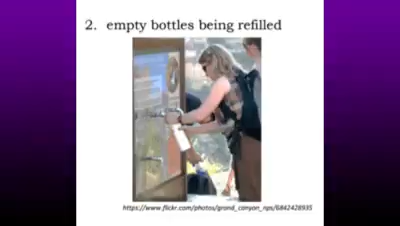 2. empty bottles being refilled
https://www.flickr.com/photos/grand_canyon_nps/6842428935